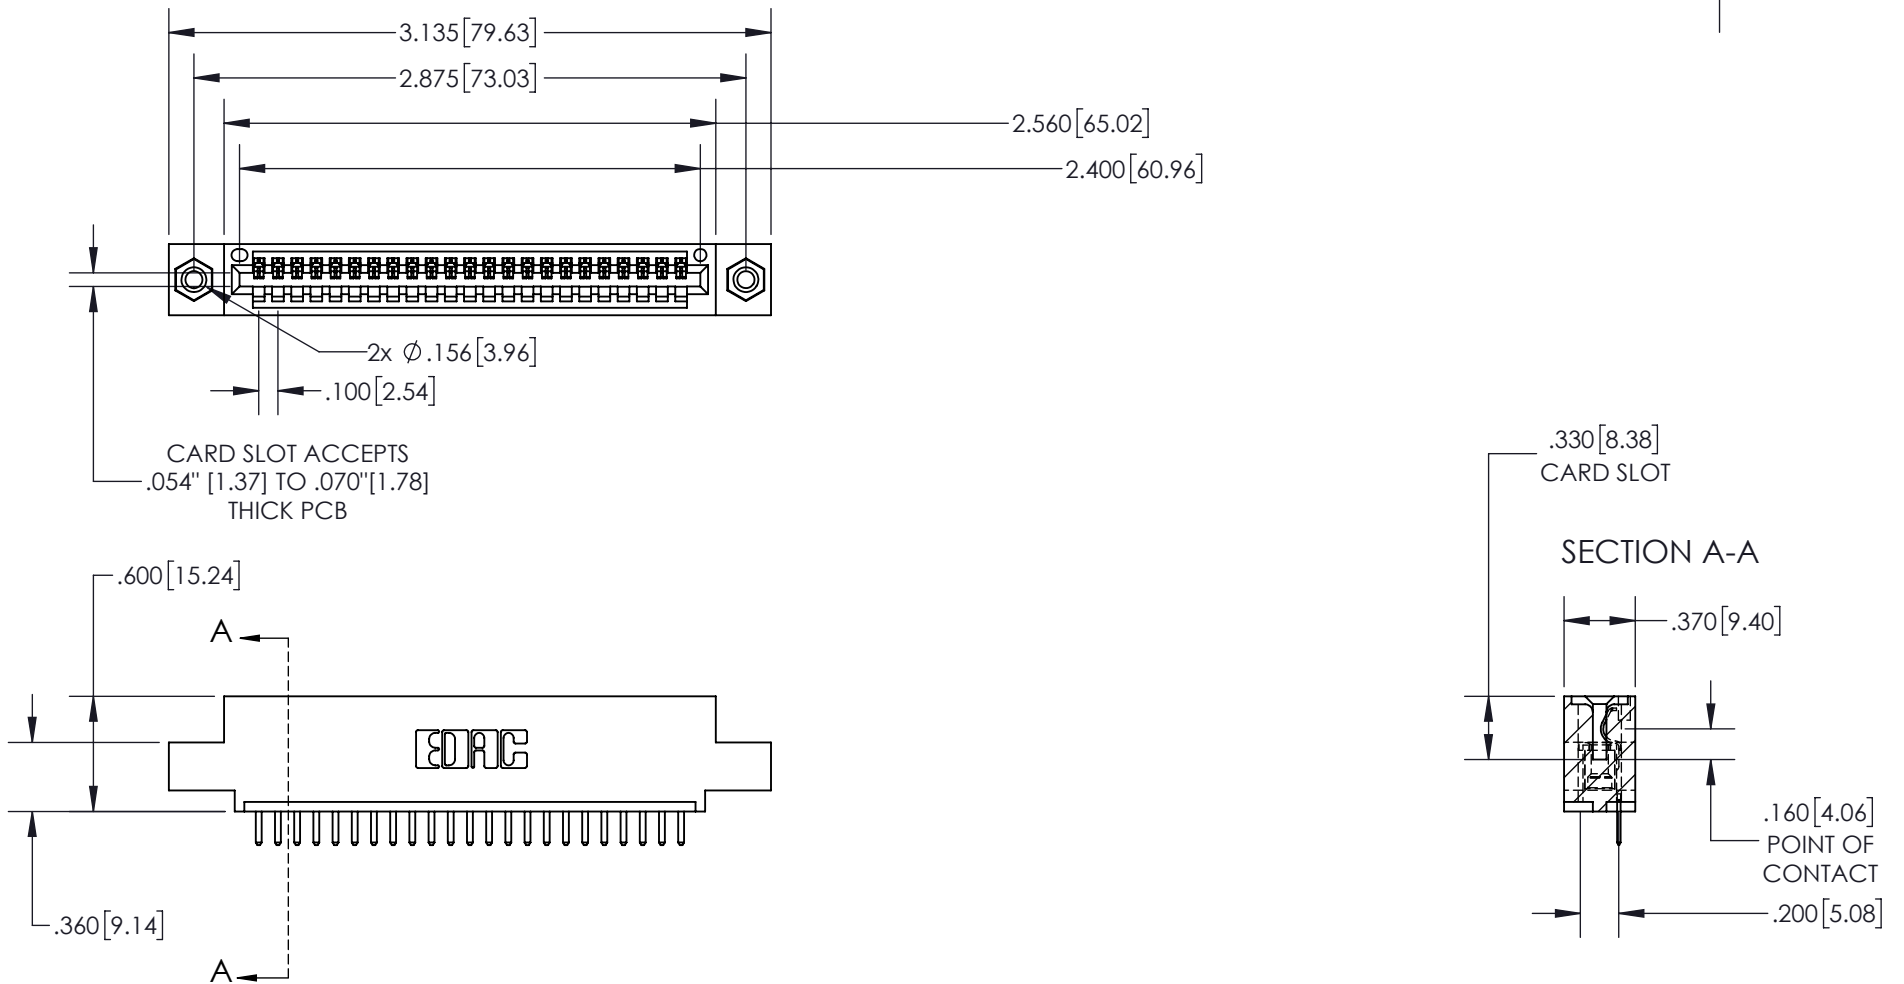 3.135[79.63]
2.875[73.03]
2.560[65.02]
2.400[60.96]
2x ∅.156[3.96]
.100[2.54]
CARD SLOT ACCEPTS
.054" [1.37] TO .070"[1.78]
THICK PCB
.330[8.38]
CARD SLOT
SECTION A-A
.600[15.24]
.370[9.40]
A
EDAC
.160[4.06]
POINT OF
CONTACT
.200[5.08]
.360[9.14]
A